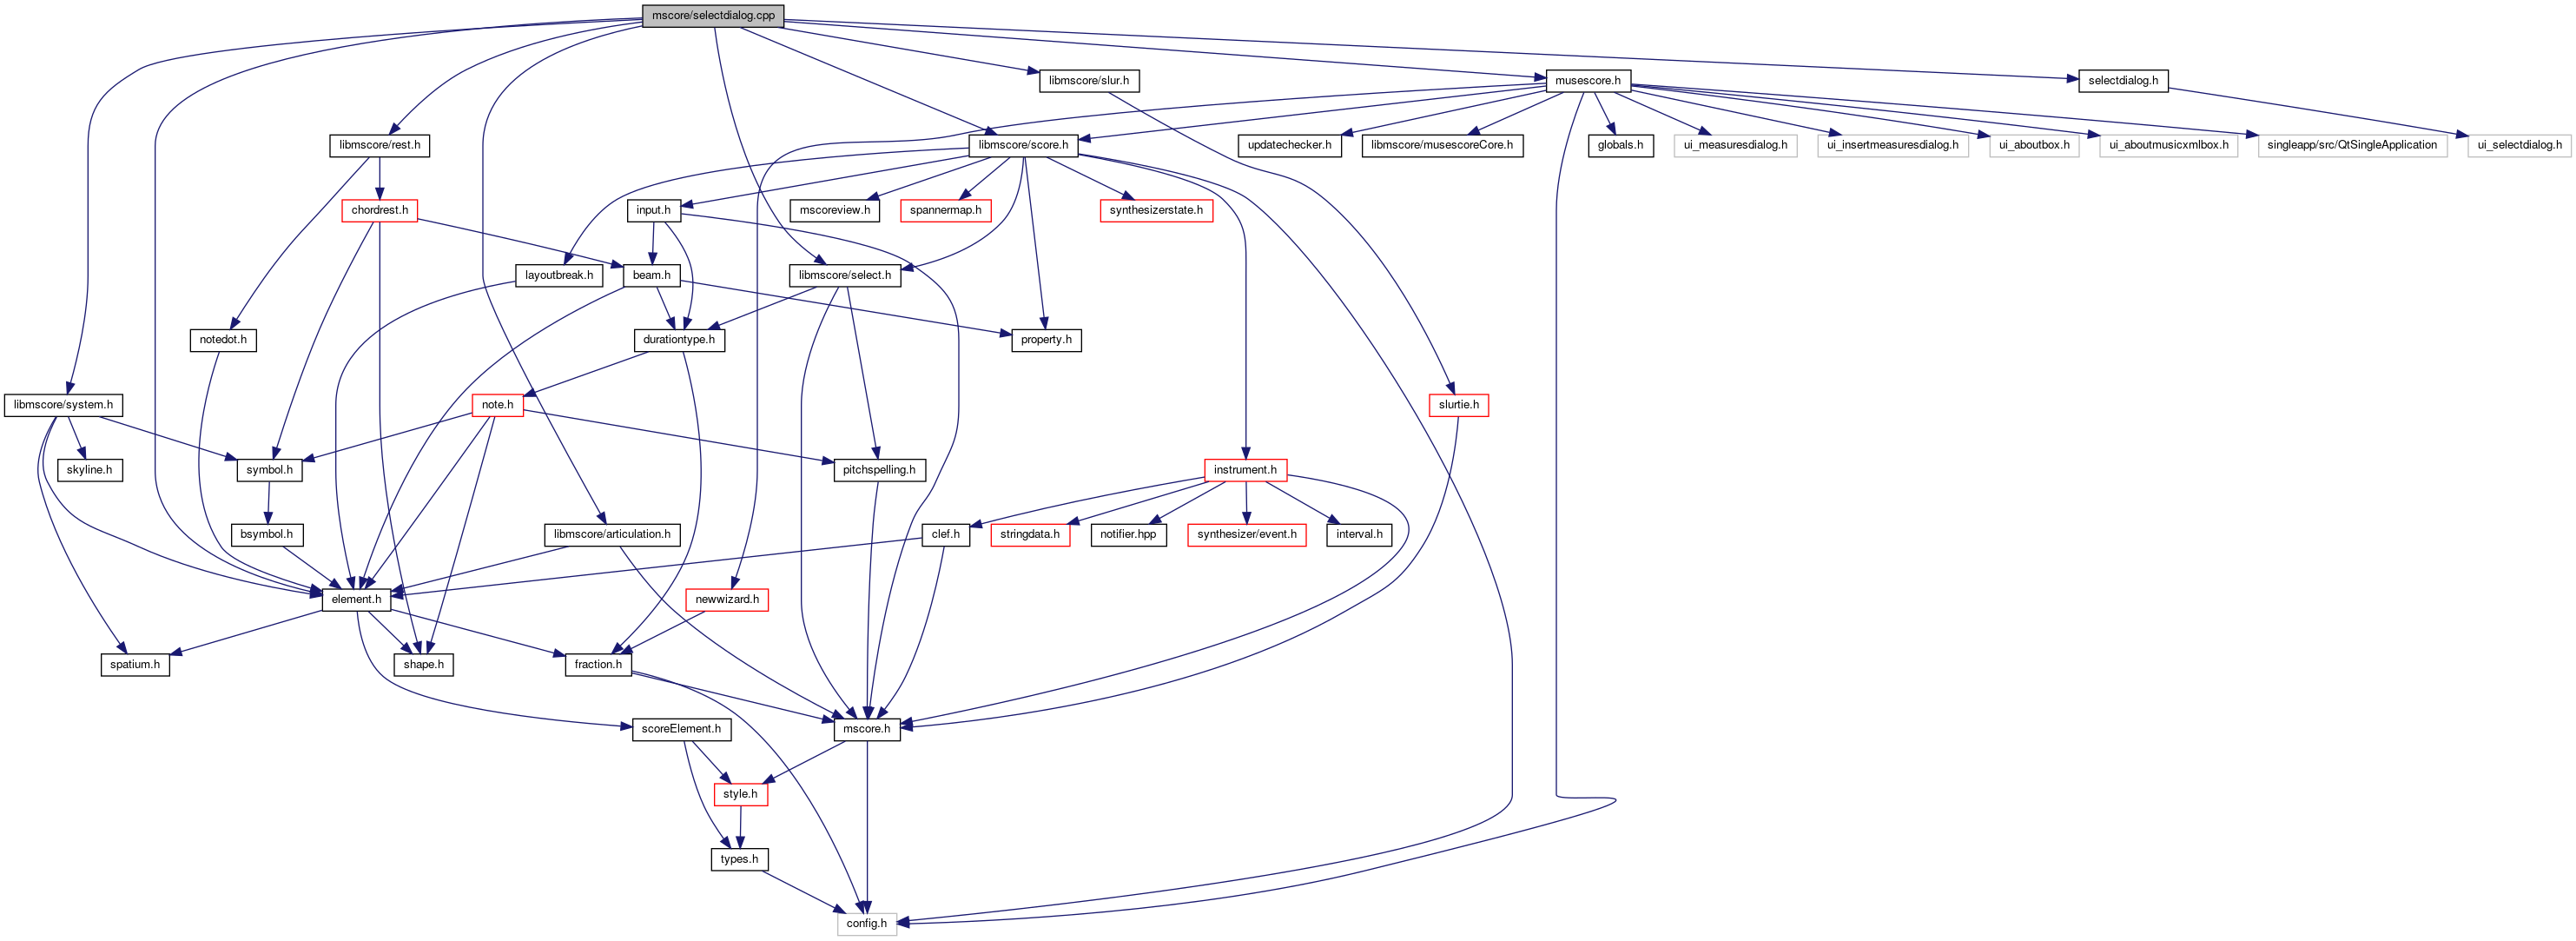 mscore/selectdialog.cpp
libmscore/slur.h
musescore.h
selectdialog.h
libmscore/rest.h
libmscore/score.h
updatechecker.h
libmscore/musescoreCore.h
globals.h
ui_measuresdialog.h
ui_insertmeasuresdialog.h
ui_aboutbox.h
ui_aboutmusicxmlbox.h
singleapp/src/QtSingleApplication
ui_selectdialog.h
chordrest.h
input.h
mscoreview.h
spannermap.h
synthesizerstate.h
layoutbreak.h
beam.h
libmscore/select.h
notedot.h
durationtype.h
property.h
libmscore/system.h
note.h
slurtie.h
skyline.h
symbol.h
pitchspelling.h
instrument.h
bsymbol.h
libmscore/articulation.h
clef.h
stringdata.h
notifier.hpp
synthesizer/event.h
interval.h
element.h
newwizard.h
spatium.h
shape.h
fraction.h
scoreElement.h
mscore.h
style.h
types.h
config.h